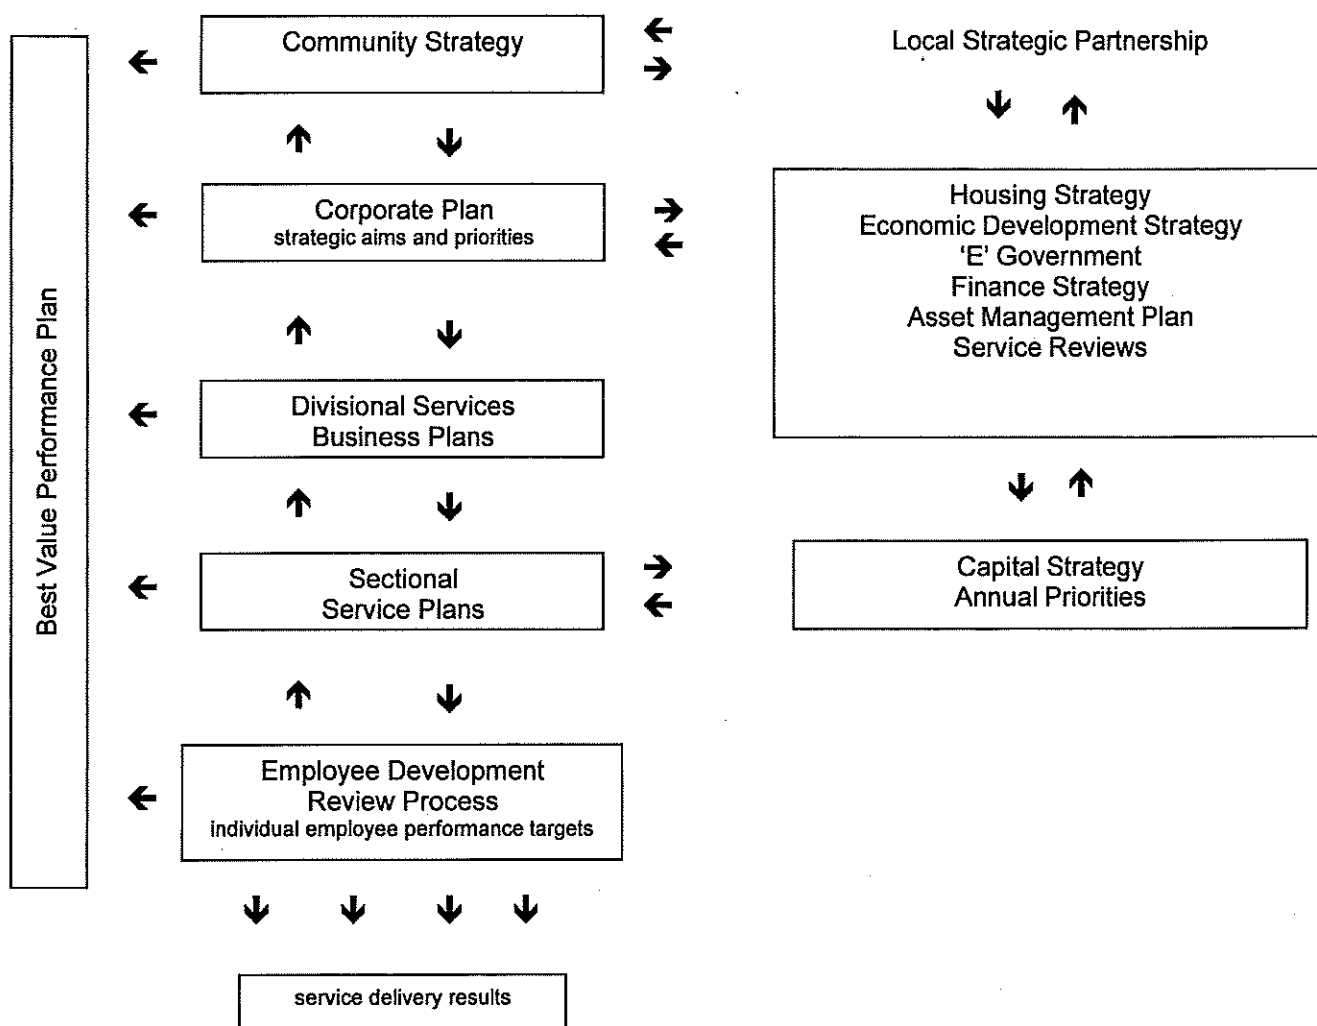 Best Value Performance Plan
Community Strategy
Local Strategic Partnership
Corporate Plan
strategic aims and priorities
Housing Strategy
Economic Development Strategy
‘E’ Government
Finance Strategy
Asset Management Plan
Service Reviews
Divisional Services
Business Plans
Sectional
Service Plans
Capital Strategy
Annual Priorities
Employee Development
Review Process
individual employee performance targets
service delivery results